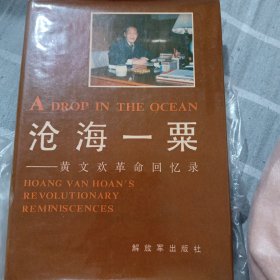 A DROP IN THE OCEAN
沧海一粟
——黄文欢革命回忆录
HOANG VAN HOAN'S
REVOLUTIONARY
REMINISCENCES
解放军出版社